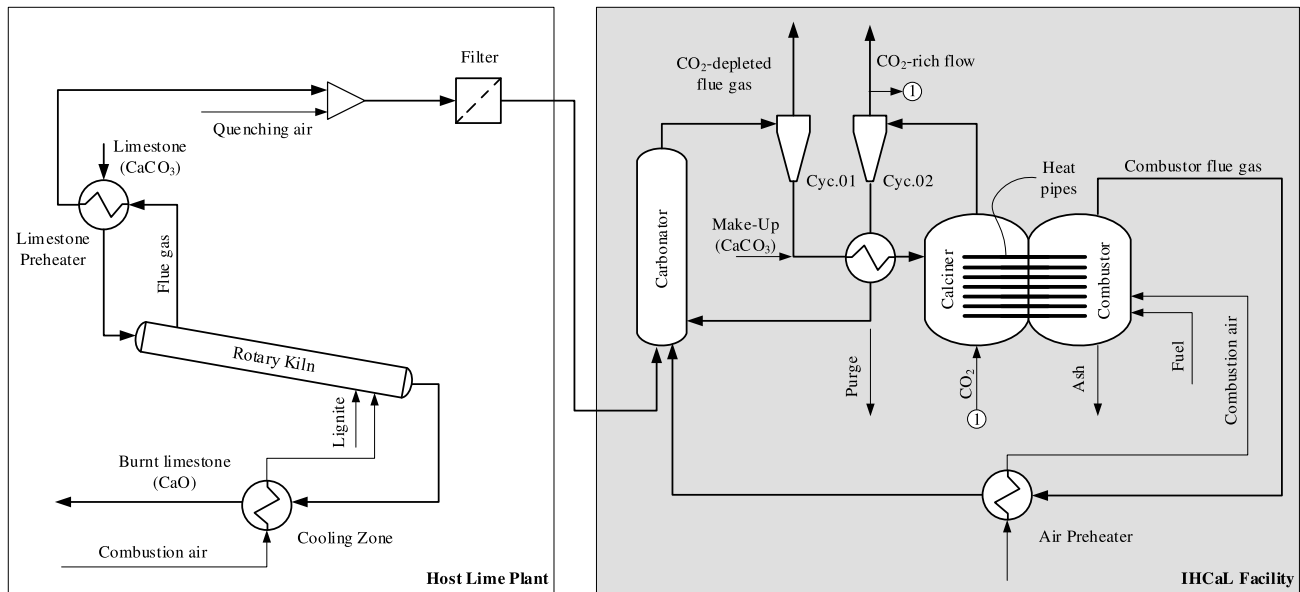 Filter
Quenching air
Limestone
(CaCO₃)
Limestone
Preheater
Flue gas
Rotary Kiln
Lignite
Burnt limestone
(CaO)
Cooling Zone
Combustion air
Host Lime Plant
CO₂-depleted
flue gas
CO₂-rich flow
1
Cyc.01
Cyc.02
Heat
pipes
Combustor flue gas
Make-Up
(CaCO₃)
Carbonator
Calciner
Combustor
Purge
CO₂
1
Ash
Fuel
Combustion air
Air Preheater
IHCaL Facility